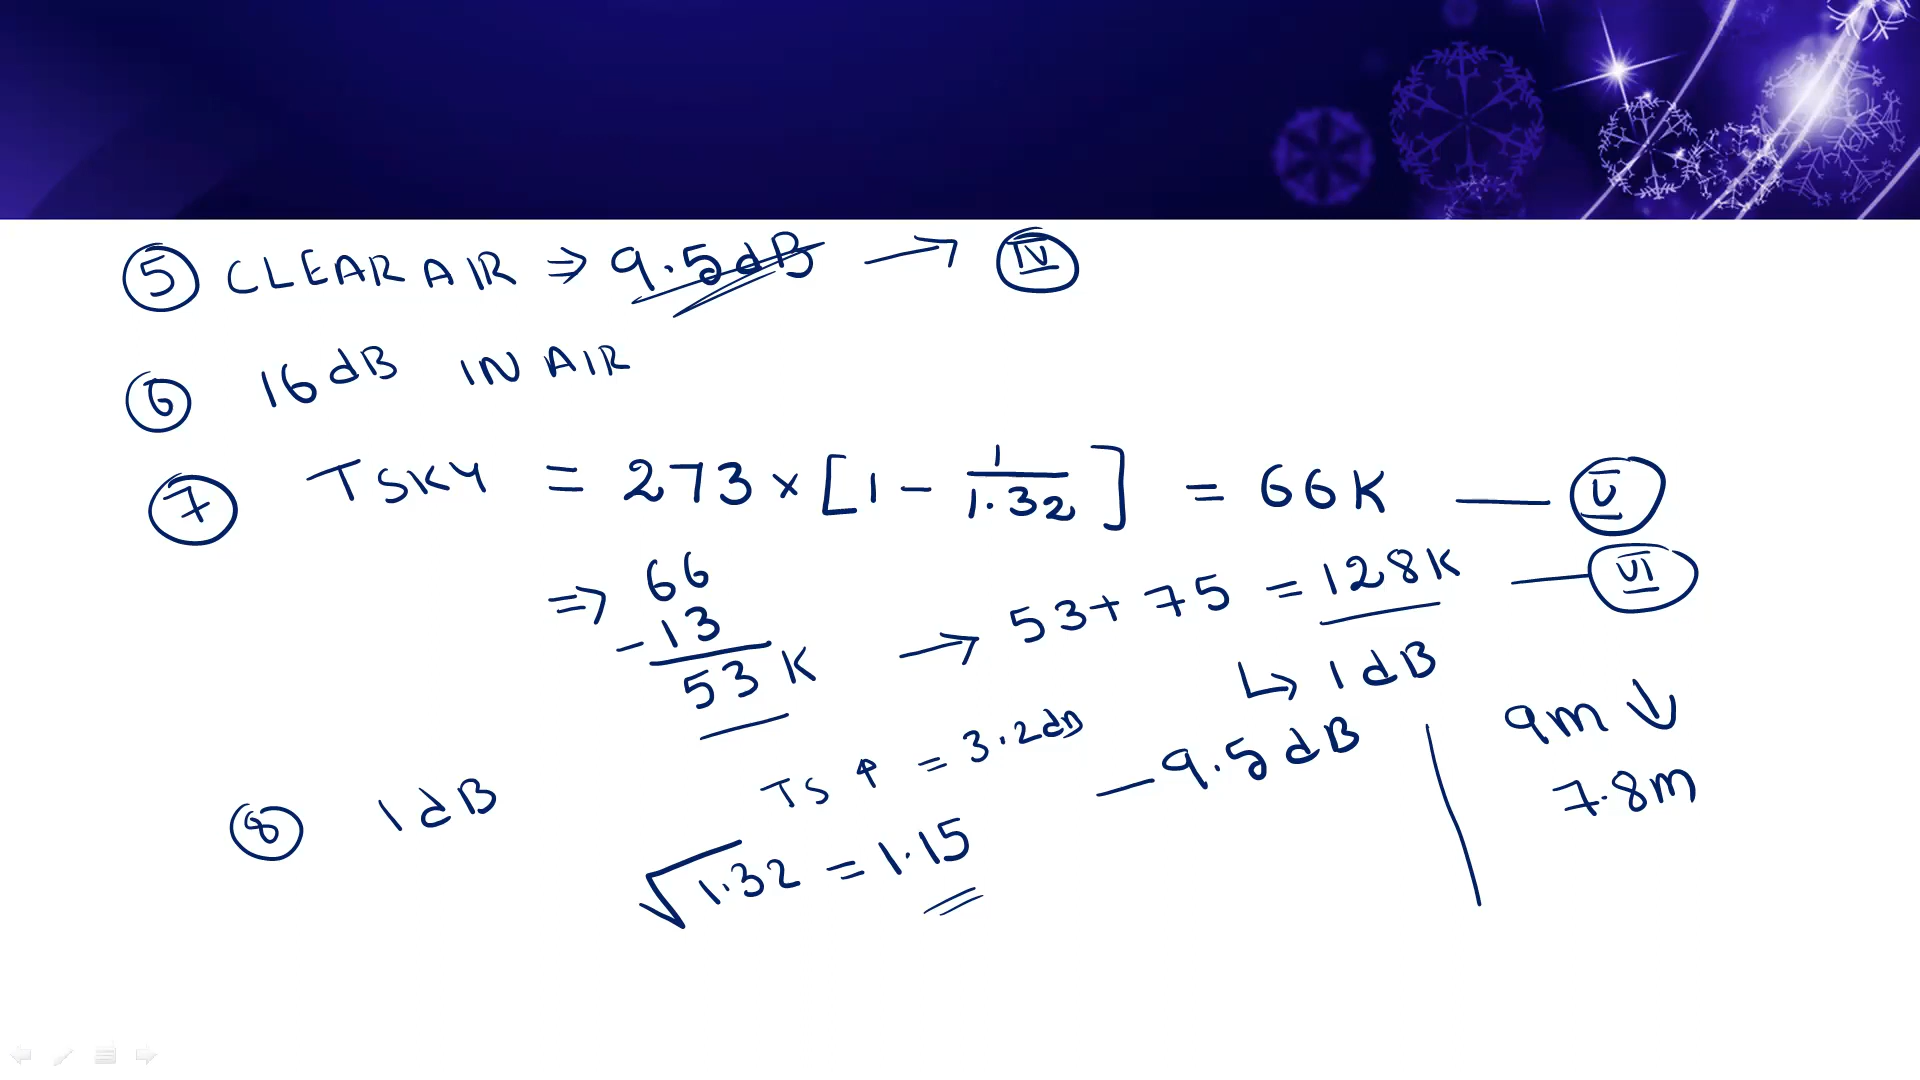 ⑤ CLEAR AIR ⇒ 9.5dB → IV
⑥ 16dB IN AIR
⑦ TSKY = 273 × [1 - 1/1.32] = 66K — V
⇒ 66
- 13
53 K → 53 + 75 = 128K — VI
↳ 1dB
⑧ 1dB TS ↑ = 3.2dB - 9.5dB
√1.32 = 1.15
9m ↓
7.8m